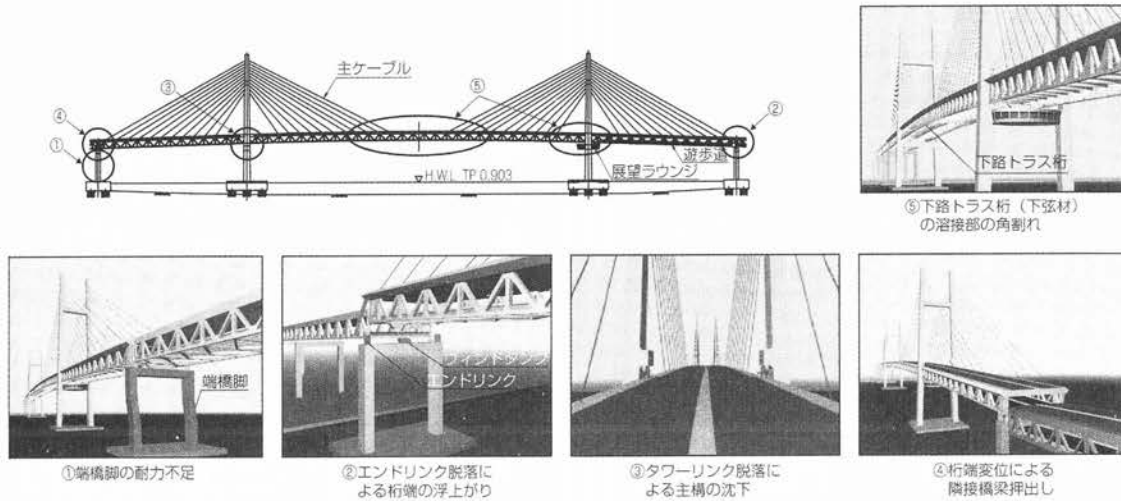 主ケーブル
③
⑤
②
④
①
遊歩道
展望ラウンジ
H.W.L. TP 0.903
下路トラス桁
⑤下路トラス桁（下弦材）
の溶接部の角割れ
端橋脚
①端橋脚の耐力不足
ウィンドタング
エンドリンク
②エンドリンク脱落に
よる桁端の浮上がり
③タワーリンク脱落に
よる主構の沈下
④桁端変位による
隣接橋梁押出し